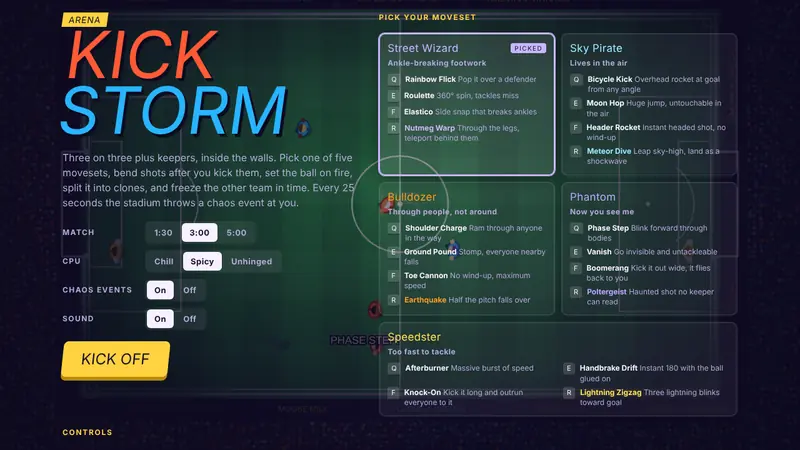 ARENA
KICK
STORM
Three on three plus keepers, inside the walls. Pick one of five
movesets, bend shots after you kick them, set the ball on fire,
split it into clones, and freeze the other team in time. Every 25
seconds the stadium throws a chaos event at you.
MATCH 1:30 3:00 5:00
CPU Chill Spicy Unhinged
CHAOS EVENTS On Off
SOUND On Off
KICK OFF
CONTROLS
PICK YOUR MOVESET
Street Wizard PICKED
Ankle-breaking footwork
Q Rainbow Flick Pop it over a defender
E Roulette 360° spin, tackles miss
F Elastico Side snap that breaks ankles
R Nutmeg Warp Through the legs,
teleport behind them
Sky Pirate
Lives in the air
Q Bicycle Kick Overhead rocket at goal
from any angle
E Moon Hop Huge jump, untouchable in
the air
F Header Rocket Instant headed shot, no
wind-up
R Meteor Dive Leap sky-high, land as a
shockwave
Bulldozer
Through people, not around
Q Shoulder Charge Ram through anyone
in the way
E Ground Pound Stomp, everyone nearby
falls
F Toe Cannon No wind-up, maximum
speed
R Earthquake Half the pitch falls over
Phantom
Now you see me
Q Phase Step Blink forward through
bodies
E Vanish Go invisible and untackleable
F Boomerang Kick it out wide, it flies
back to you
R Poltergeist Haunted shot no keeper
can read
PHASE STEP
Speedster
Too fast to tackle
Q Afterburner Massive burst of speed
E Handbrake Drift Instant 180 with the ball
glued on
F Knock-On Kick it long and outrun
everyone to it
R Lightning Zigzag Three lightning blinks
toward goal